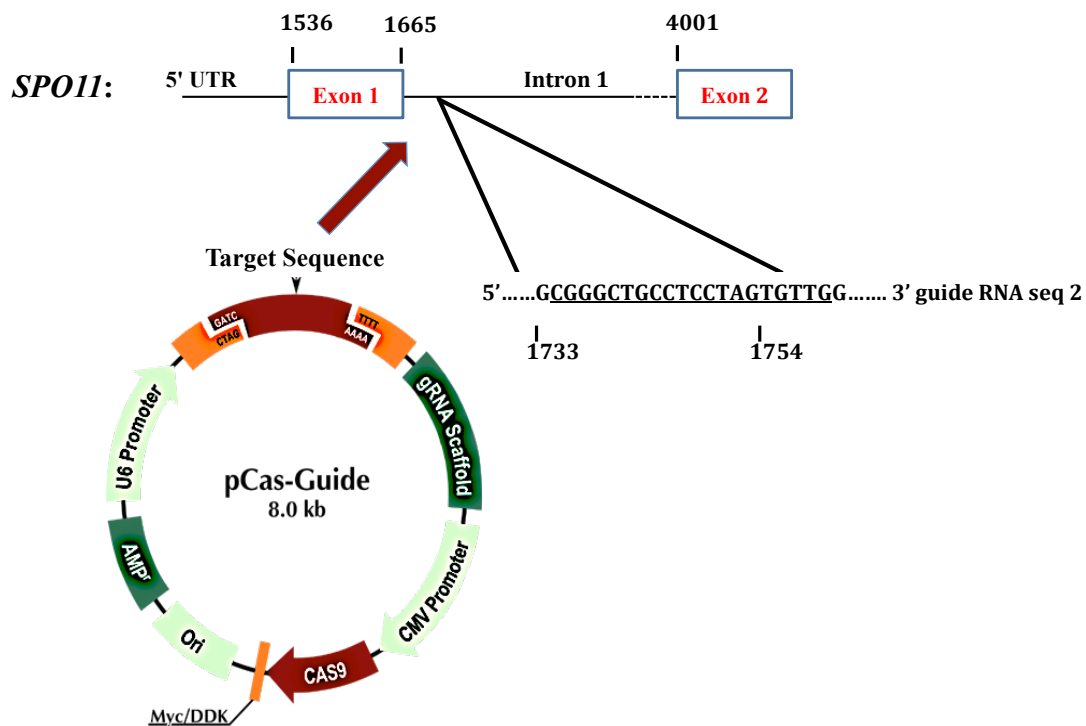 1536 1665 4001
SPO11: 5' UTR Exon 1 Intron 1 Exon 2
Target Sequence
5'……GCGGGCTGCCTCCTAGTGTTGG……. 3' guide RNA seq 2
1733 1754
GATC
CTAG
TTTT
AAAA
U6 Promoter
gRNA Scaffold
pCas-Guide
8.0 kb
AMPr
CMV Promoter
Ori
CAS9
Myc/DDK